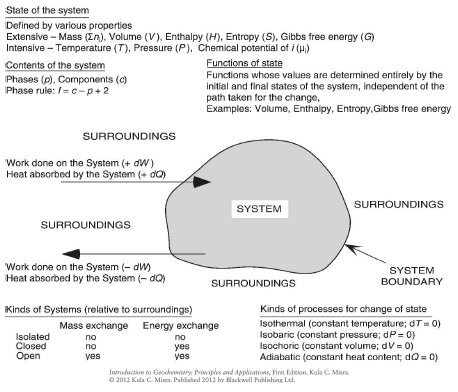 State of the system
Defined by various properties
Extensive – Mass (Σnᵢ), Volume (V), Enthalpy (H), Entropy (S), Gibbs free energy (G)
Intensive – Temperature (T), Pressure (P), Chemical potential of i (μᵢ)
Contents of the system
Phases (p), Components (c)
Phase rule: f = c – p + 2
Functions of state
Functions whose values are determined entirely by the
initial and final states of the system, independent of the
path taken for the change,
Examples: Volume, Enthalpy, Entropy,Gibbs free energy
SURROUNDINGS
Work done on the System (+ dW)
Heat absorbed by the System (+ dQ)
SYSTEM
SURROUNDINGS
SURROUNDINGS
Work done on the System (– dW)
Heat absorbed by the System (– dQ)
SURROUNDINGS
SYSTEM
BOUNDARY
Kinds of Systems (relative to surroundings)
Mass exchange Energy exchange
Isolated no no
Closed no yes
Open yes yes
Kinds of processes for change of state
Isothermal (constant temperature; dT = 0)
Isobaric (constant pressure; dP = 0)
Isochoric (constant volume; dV = 0)
Adiabatic (constant heat content; dQ = 0)
Introduction to Geochemistry: Principles and Applications, First Edition. Kula C. Misra.
© 2012 Kula C. Misra. Published 2012 by Blackwell Publishing Ltd.